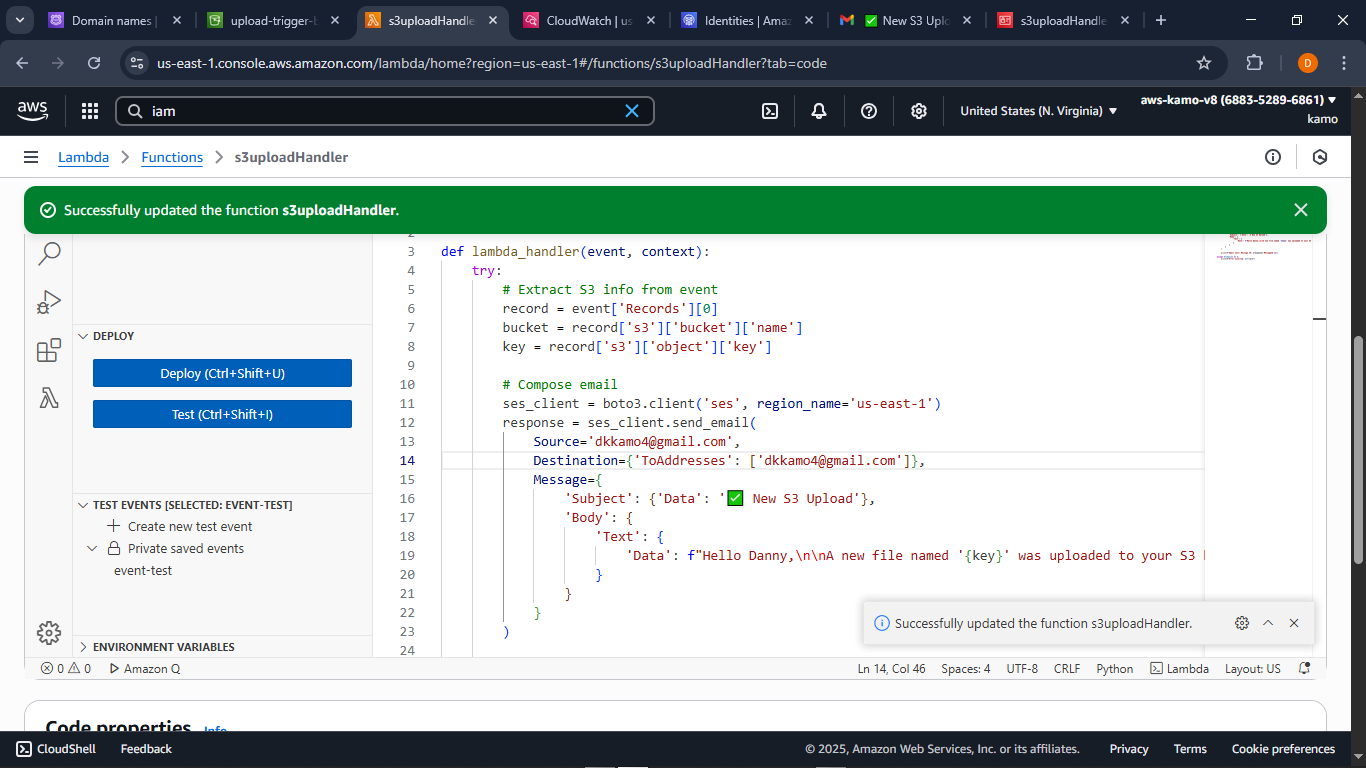 Domain names |
upload-trigger-b
s3uploadHandle
CloudWatch | us
Identities | Amaz
✅ New S3 Uplo
s3uploadHandle
us-east-1.console.aws.amazon.com/lambda/home?region=us-east-1#/functions/s3uploadHandler?tab=code
D
aws
iam
United States (N. Virginia)
aws-kamo-v8 (6883-5289-6861)
kamo
Lambda > Functions > s3uploadHandler
Successfully updated the function s3uploadHandler.
DEPLOY
Deploy (Ctrl+Shift+U)
Test (Ctrl+Shift+I)
TEST EVENTS [SELECTED: EVENT-TEST]
Create new test event
Private saved events
event-test
ENVIRONMENT VARIABLES
2
3 def lambda_handler(event, context):
4 try:
5 # Extract S3 info from event
6 record = event['Records'][0]
7 bucket = record['s3']['bucket']['name']
8 key = record['s3']['object']['key']
9
10 # Compose email
11 ses_client = boto3.client('ses', region_name='us-east-1')
12 response = ses_client.send_email(
13 Source='dkkamo4@gmail.com',
14 Destination={'ToAddresses': ['dkkamo4@gmail.com']},
15 Message={
16 'Subject': {'Data': '✅ New S3 Upload'},
17 'Body': {
18 'Text': {
19 'Data': f"Hello Danny,\n\nA new file named '{key}' was uploaded to your S3
20 }
21 }
22 }
23 )
24
Successfully updated the function s3uploadHandler.
0 0 Amazon Q
Ln 14, Col 46 Spaces: 4 UTF-8 CRLF Python Lambda Layout: US
Code properties Info
CloudShell Feedback
© 2025, Amazon Web Services, Inc. or its affiliates. Privacy Terms Cookie preferences